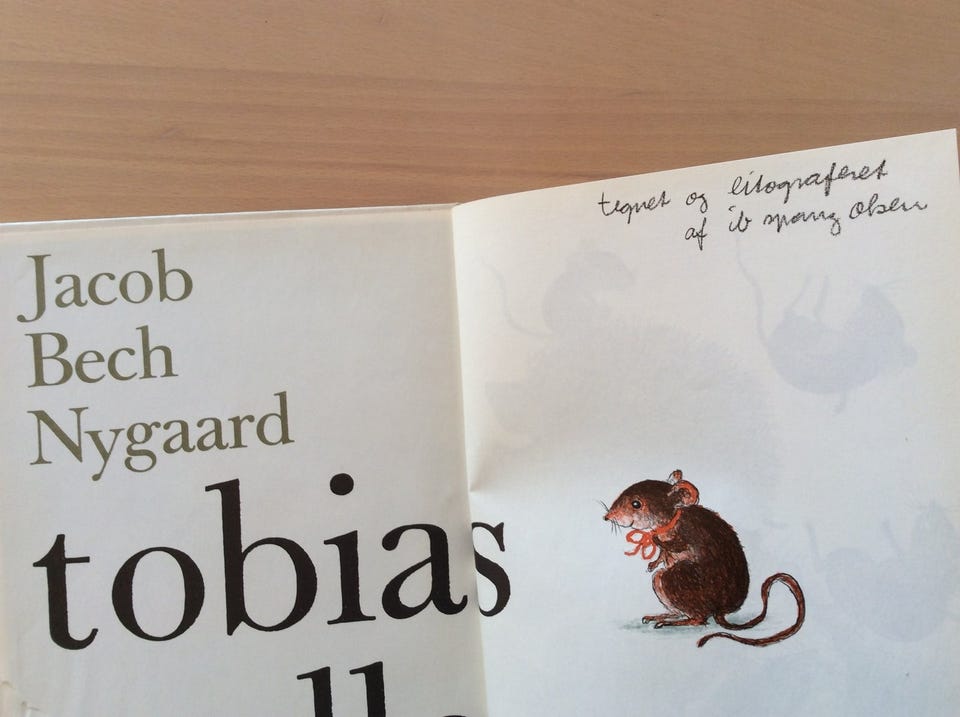 Jacob
Bech
Nygaard
tobias
tegnet og litograferet
af ib spang olsen